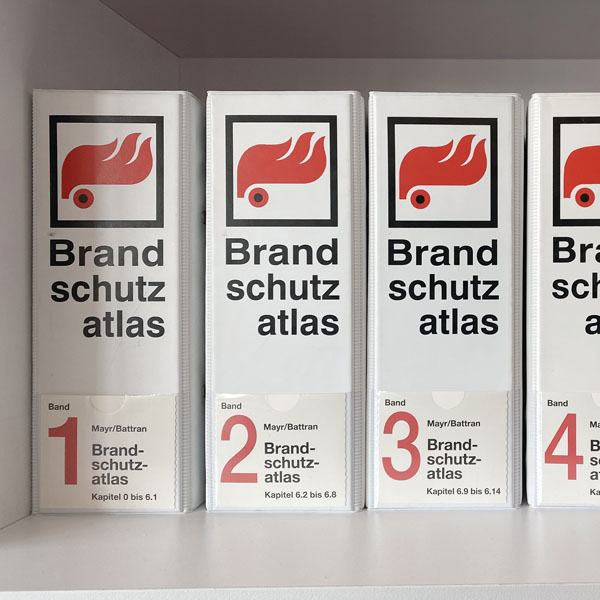 Brand
schutz
atlas
Band
1
Mayr/Battran
Brand-
schutz-
atlas
Kapitel 0 bis 6.1
Brand
schutz
atlas
Band
2
Mayr/Battran
Brand-
schutz-
atlas
Kapitel 6.2 bis 6.8
Brand
schutz
atlas
Band
3
Mayr/Battran
Brand-
schutz-
atlas
Kapitel 6.9 bis 6.14
Band
4